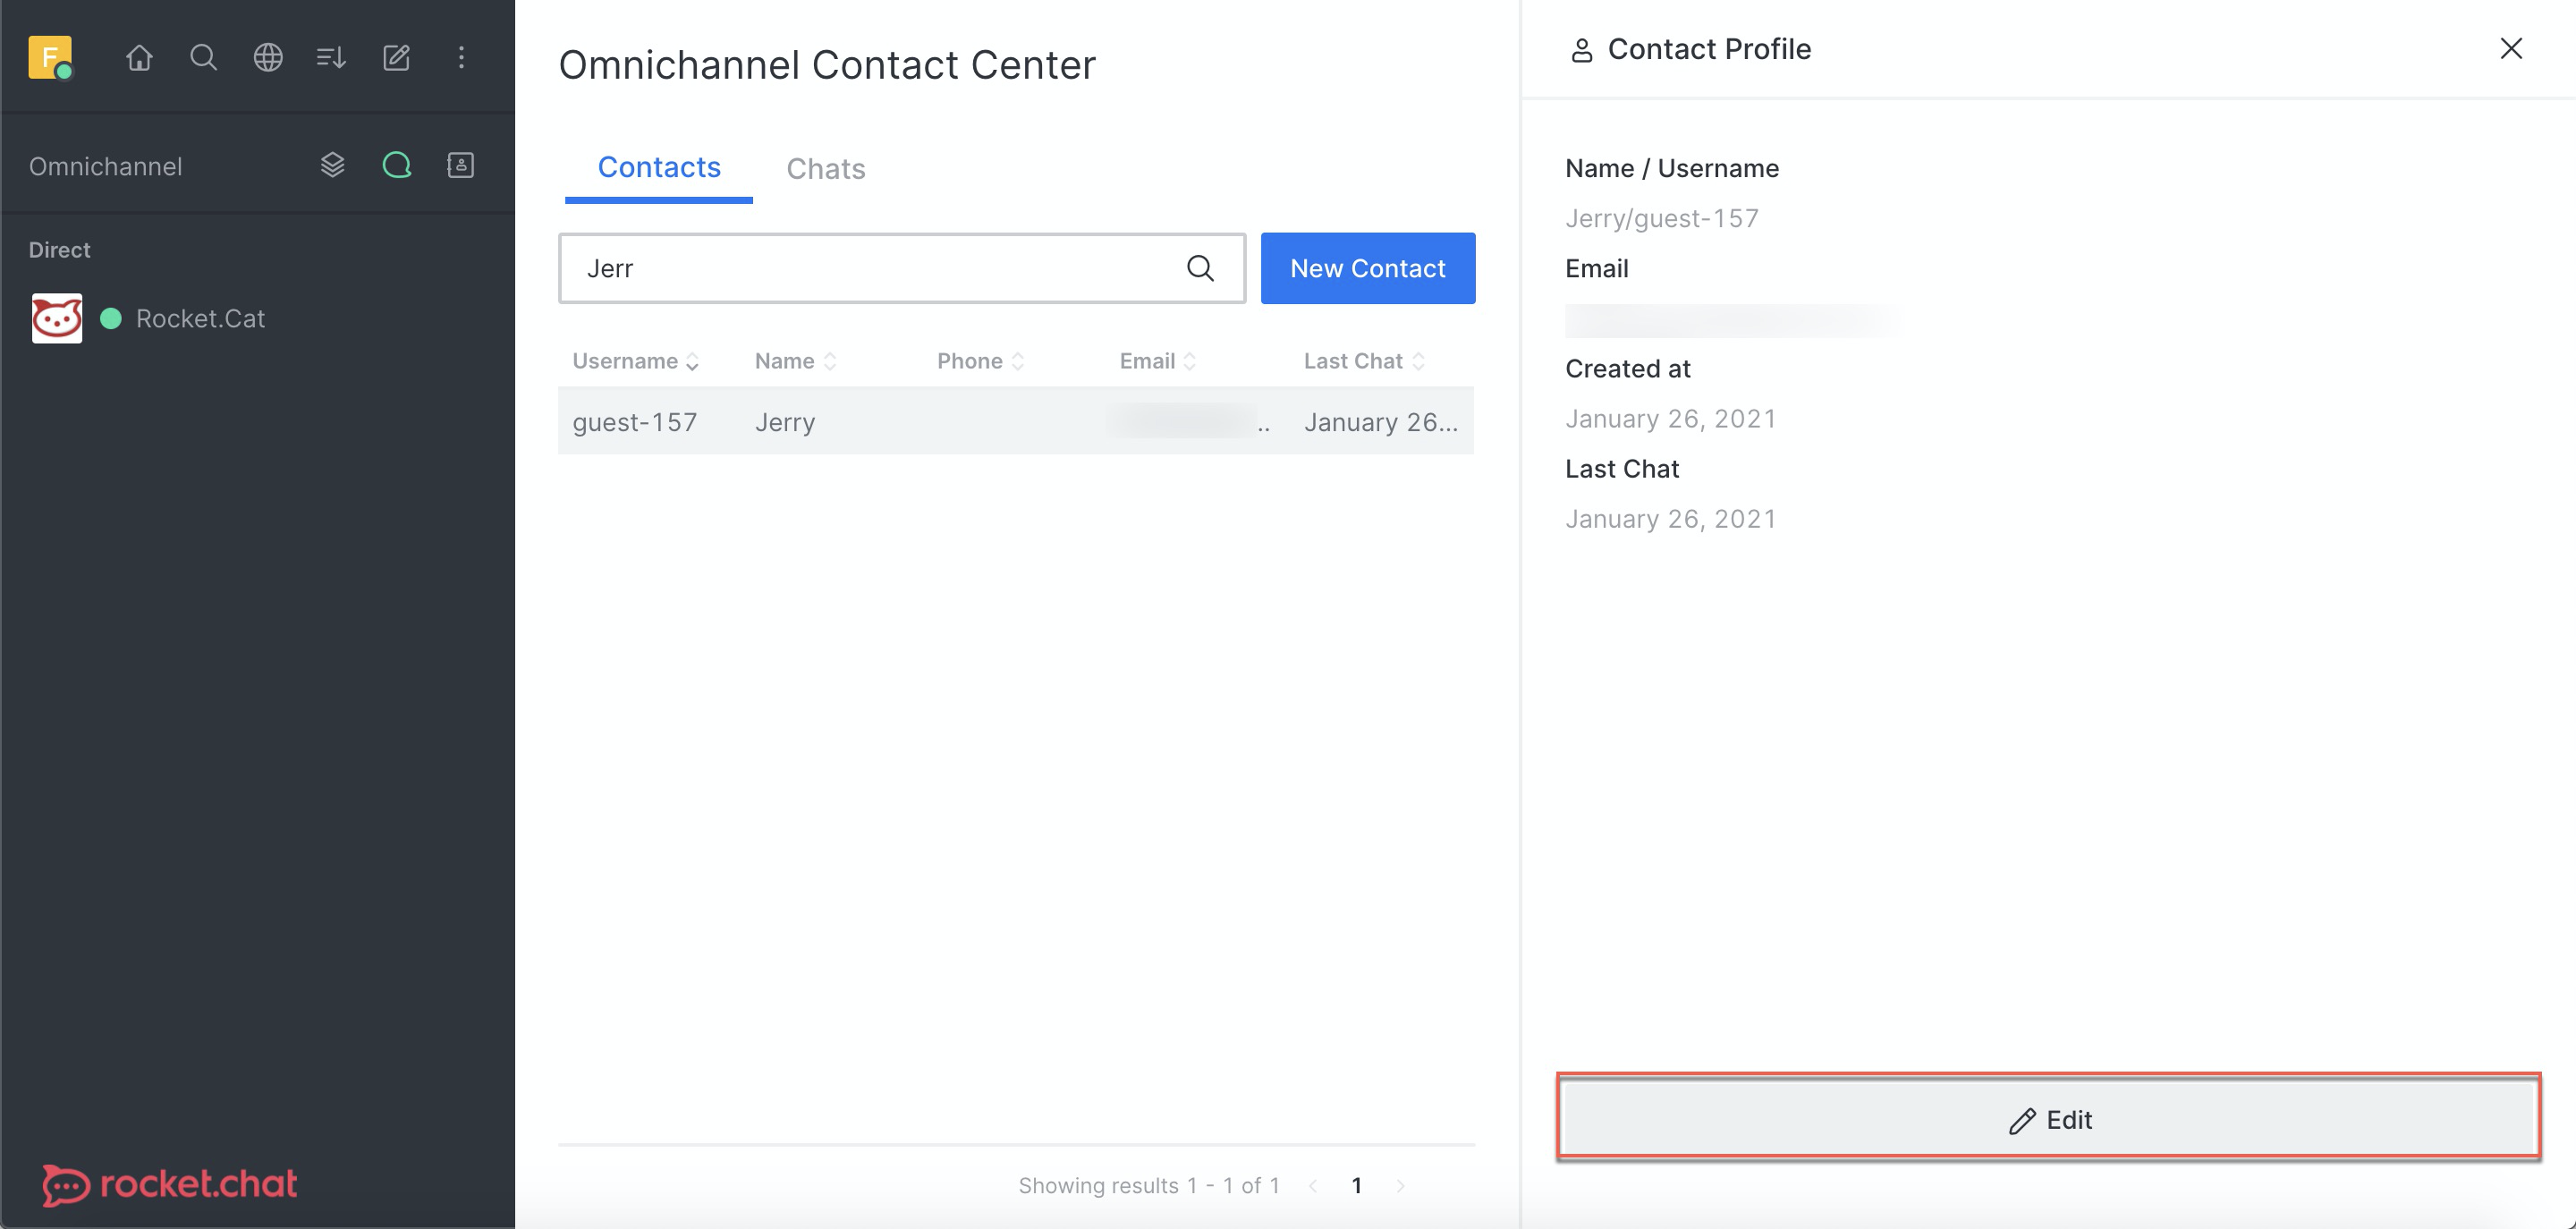 F
Omnichannel
Direct
Rocket.Cat
rocket.chat
Omnichannel Contact Center
Contacts Chats
Jerr
New Contact
Username Name Phone Email Last Chat
guest-157 Jerry .. January 26...
Showing results 1 - 1 of 1 1
Contact Profile
Name / Username
Jerry/guest-157
Email
Created at
January 26, 2021
Last Chat
January 26, 2021
Edit